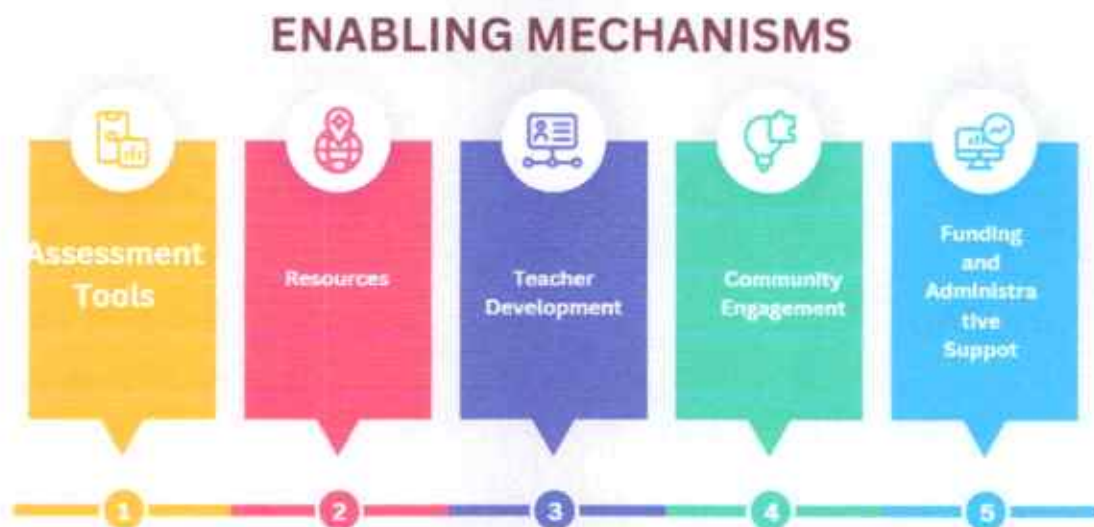 ENABLING MECHANISMS
Assessment
Tools
Resources
Teacher
Development
Community
Engagement
Funding
and
Administra
tive
Suppot
1
2
3
4
5